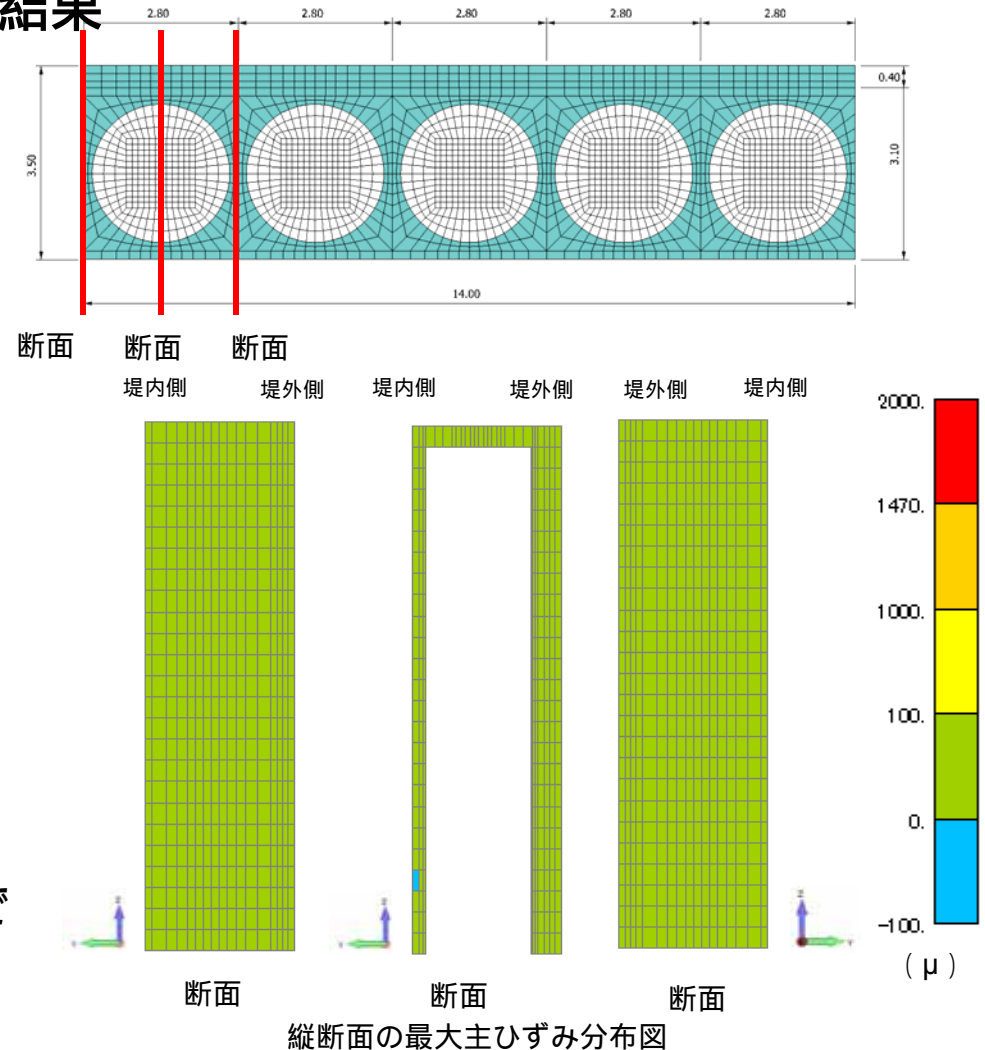 結果
2.80 2.80 2.80 2.80 2.80
0.40
3.50
3.10
14.00
断面 断面 断面
堤内側 堤外側 堤内側 堤外側 堤外側 堤内側
2000.
1470.
1000.
100.
0.
-100.
(μ)
Z Y Z Y Z Y
断面 断面 断面
縦断面の最大主ひずみ分布図